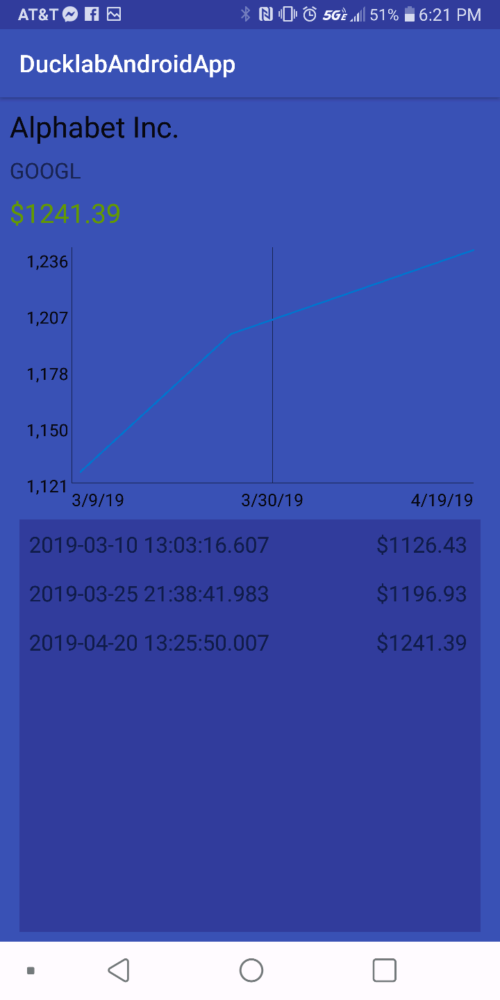 AT&T 5GE 51% 6:21 PM
DucklabAndroidApp
Alphabet Inc.
GOOGL
$1241.39
1,236
1,207
1,178
1,150
1,121
3/9/19 3/30/19 4/19/19
2019-03-10 13:03:16.607 $1126.43
2019-03-25 21:38:41.983 $1196.93
2019-04-20 13:25:50.007 $1241.39